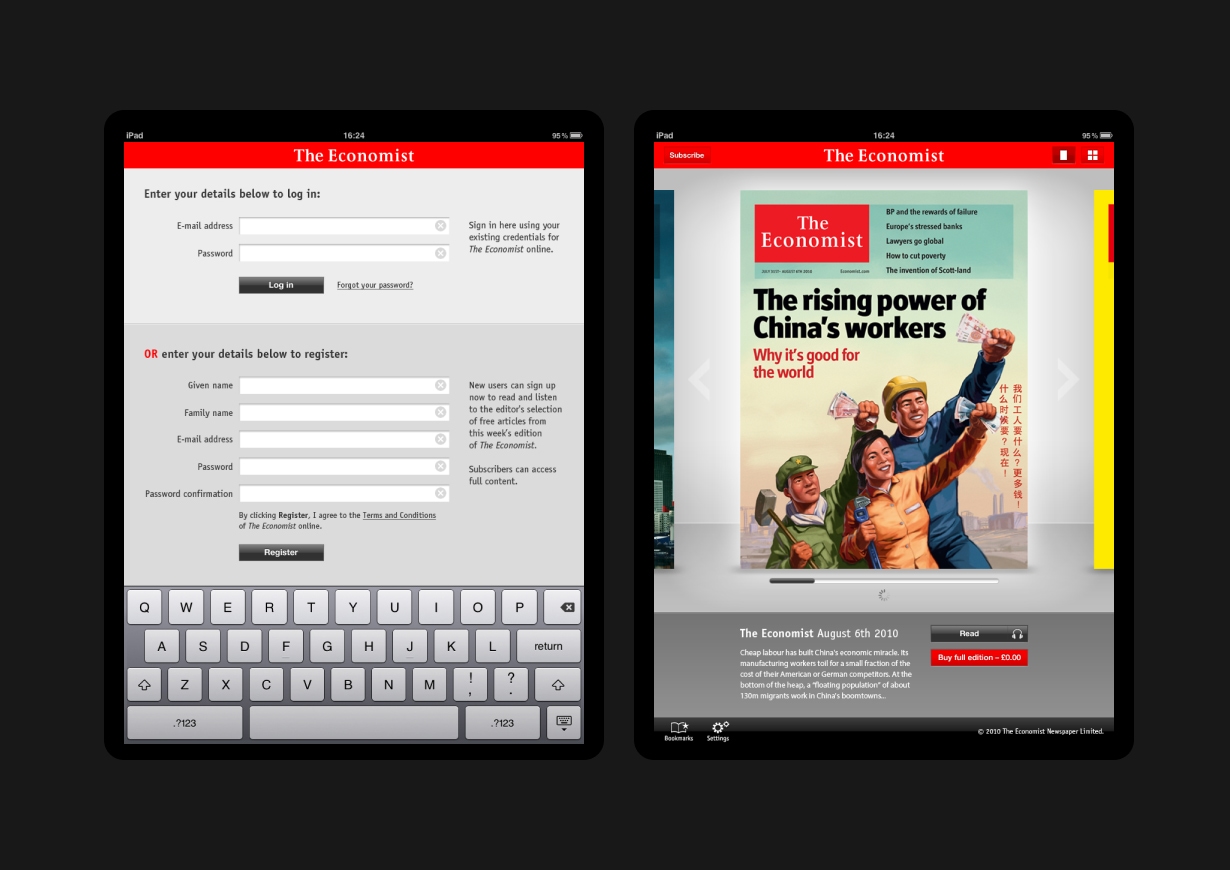 iPad
16:24
95 %
The Economist
Enter your details below to log in:
E-mail address
Password
Sign in here using your
existing credentials for
The Economist online.
Log in
Forgot your password?
OR enter your details below to register:
Given name
Family name
E-mail address
Password
Password confirmation
New users can sign up
now to read and listen
to the editor's selection
of free articles from
this week's edition
of The Economist.
Subscribers can access
full content.
By clicking Register, I agree to the Terms and Conditions
of The Economist online.
Register
Q W E R T Y U I O P
A S D F G H J K L return
Z X C V B N M ! , ? .
.?123 .?123
iPad
16:24
95 %
Subscribe
The Economist
The
Economist
JULY 31ST–AUGUST 6TH 2010
Economist.com
BP and the rewards of failure
Europe's stressed banks
Lawyers go global
How to cut poverty
The invention of Scott-land
The rising power of
China's workers
Why it's good for
the world
我们工人要什么？更多钱！
什么时候要？现在！
The Economist August 6th 2010
Cheap labour has built China's economic miracle. Its
manufacturing workers toil for a small fraction of the
cost of their American or German competitors. At the
bottom of the heap, a "floating population" of about
130m migrants work in China's boomtowns...
Read
Buy full edition – £0.00
Bookmarks
Settings
© 2010 The Economist Newspaper Limited.